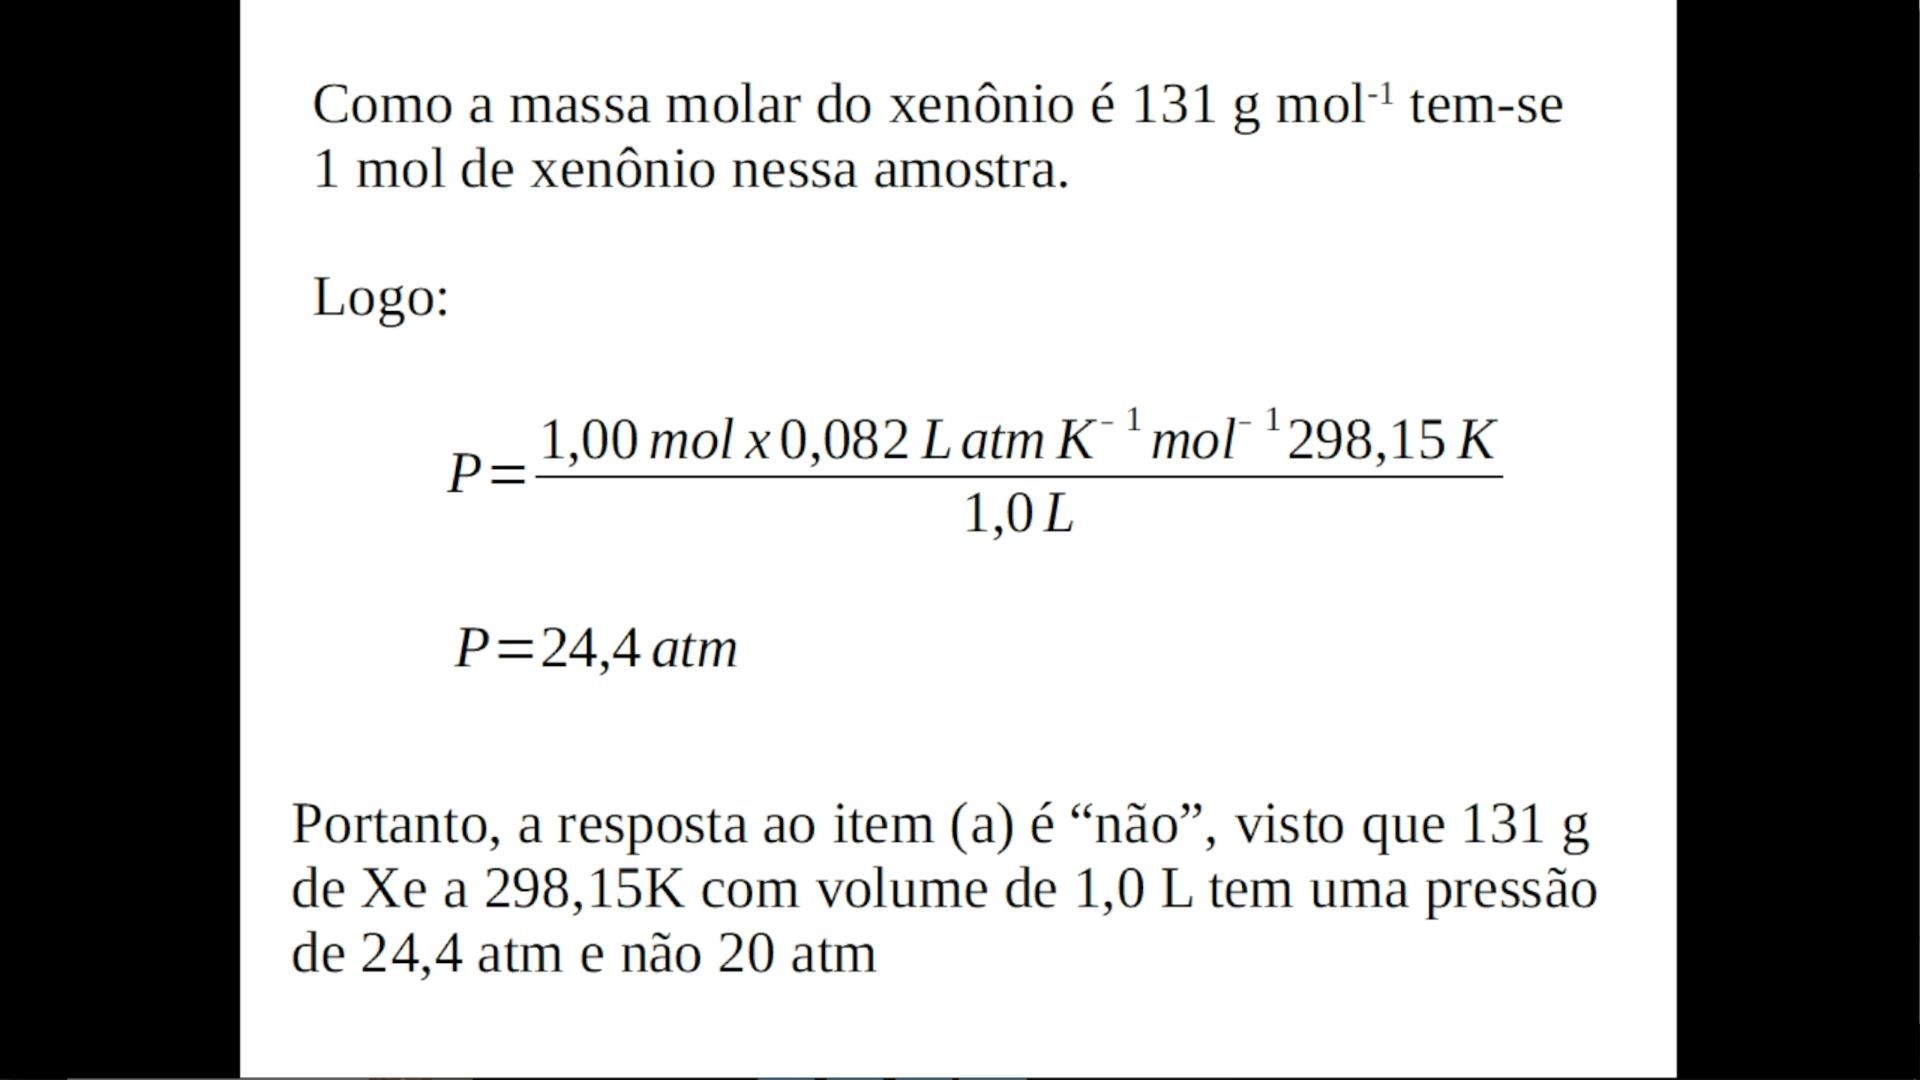 Como a massa molar do xenônio é 131 g mol⁻¹ tem-se
1 mol de xenônio nessa amostra.
Logo:
P = 1,00 mol x 0,082 L atm K⁻¹ mol⁻¹ 298,15 K
1,0 L
P = 24,4 atm
Portanto, a resposta ao item (a) é “não”, visto que 131 g
de Xe a 298,15K com volume de 1,0 L tem uma pressão
de 24,4 atm e não 20 atm